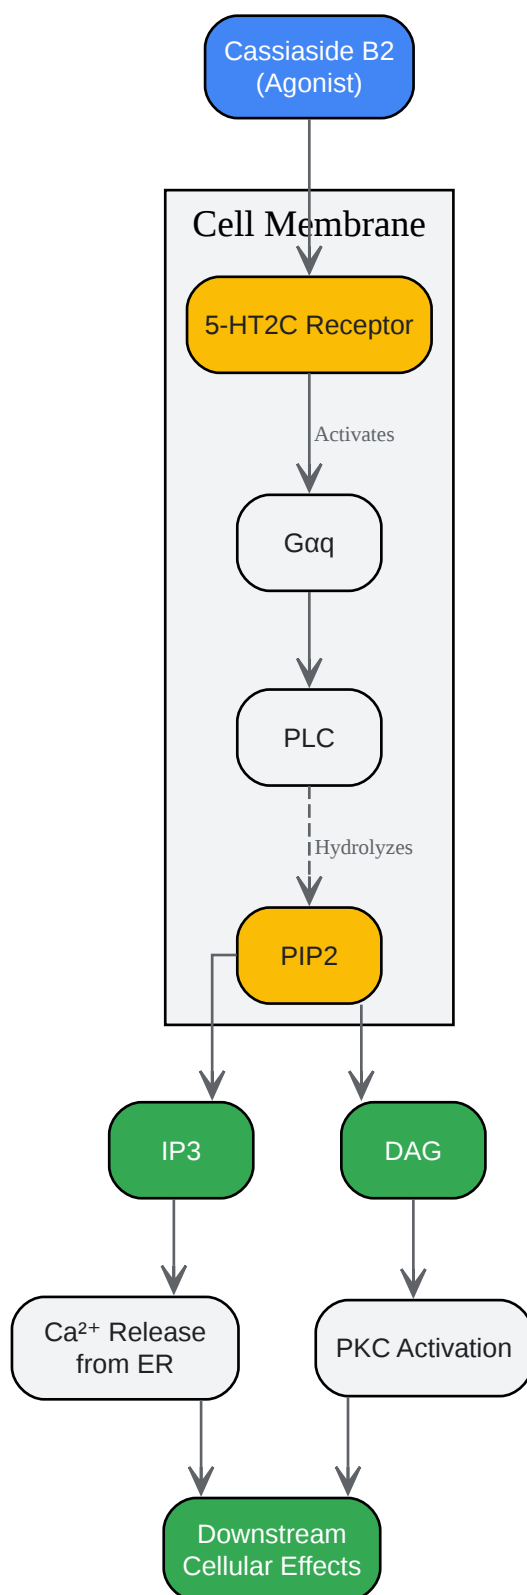 Cassiaside B2
(Agonist)
Cell Membrane
5-HT2C Receptor
Activates
Gαq
PLC
Hydrolyzes
PIP2
IP3
DAG
Ca²⁺ Release
from ER
PKC Activation
Downstream
Cellular Effects